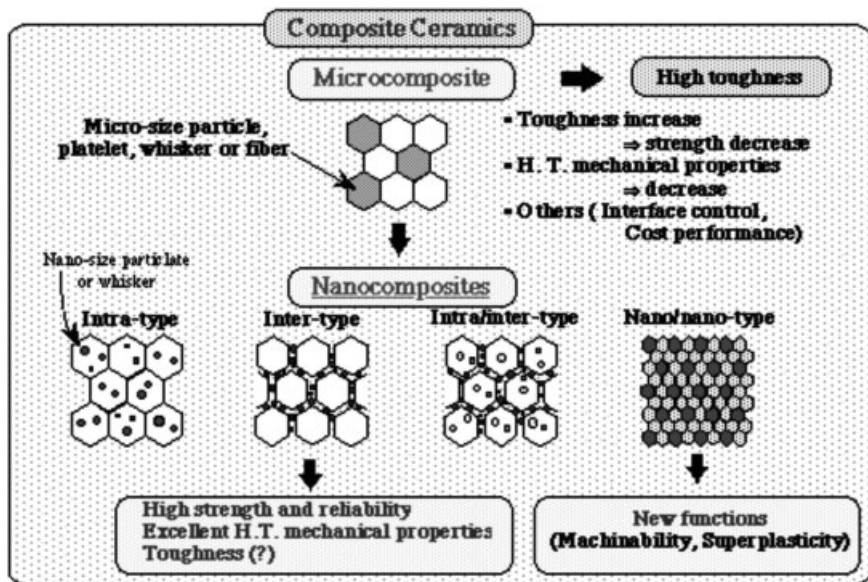 Composite Ceramics
Microcomposite
High toughness
Micro-size particle,
platelet, whisker or fiber
▪ Toughness increase
⇒ strength decrease
▪ H. T. mechanical properties
⇒ decrease
▪ Others ( Interface control ,
Cost performance)
Nano-size particlate
or whisker
Nanocomposites
Intra-type
Inter-type
Intra/inter-type
Nano/nano-type
High strength and reliability
Excellent H.T. mechanical properties
Toughness (?)
New functions
(Machinability, Superplasticity)